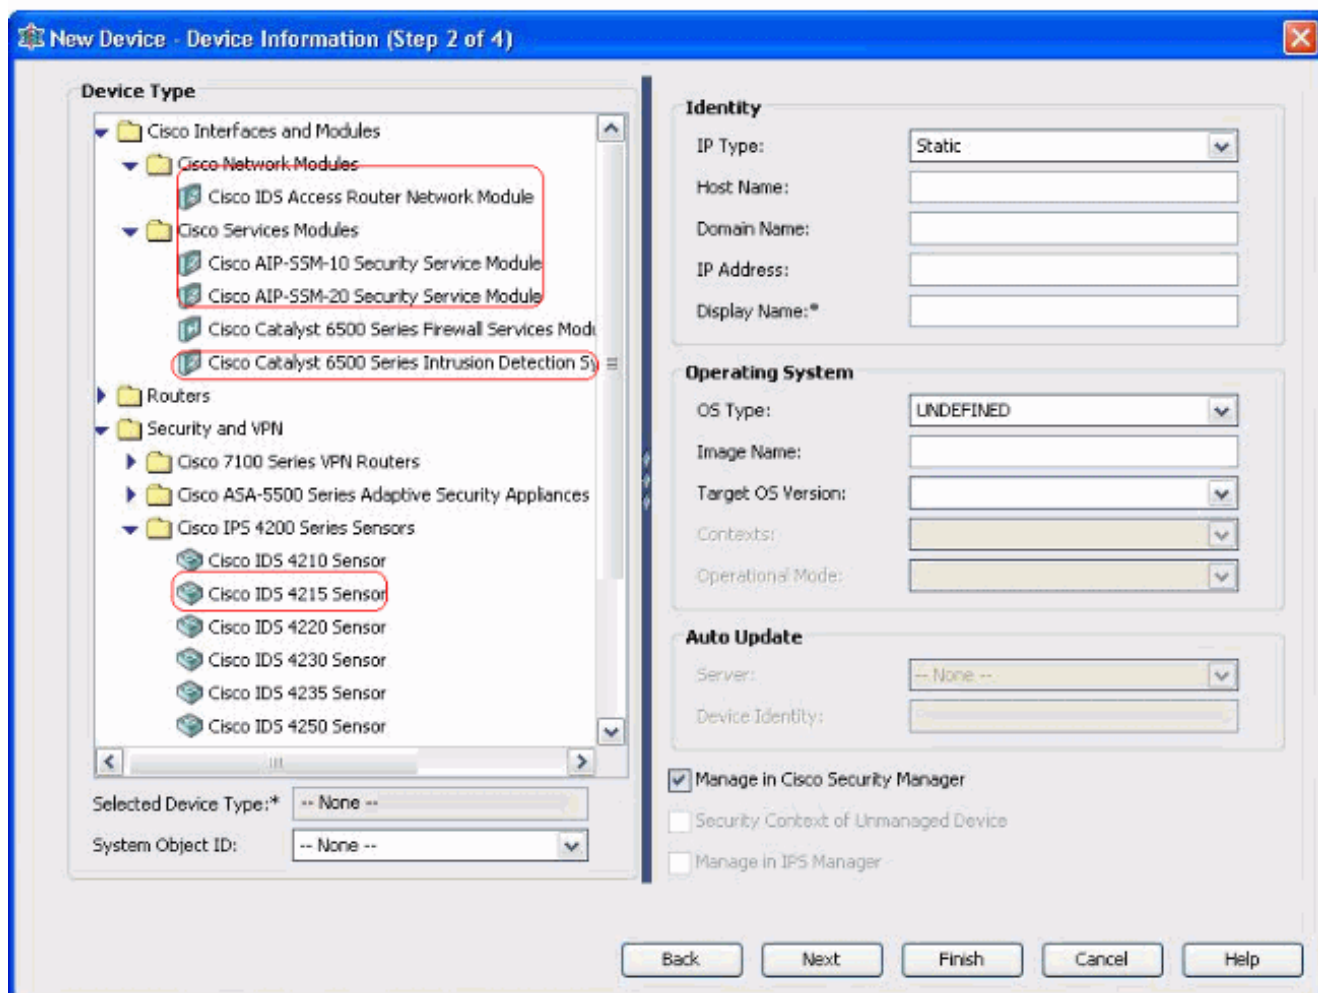 New Device - Device Information (Step 2 of 4)
Device Type
Cisco Interfaces and Modules
Cisco Network Modules
Cisco IDS Access Router Network Module
Cisco Services Modules
Cisco AIP-SSM-10 Security Service Module
Cisco AIP-SSM-20 Security Service Module
Cisco Catalyst 6500 Series Firewall Services Modu
Cisco Catalyst 6500 Series Intrusion Detection Sy
Routers
Security and VPN
Cisco 7100 Series VPN Routers
Cisco ASA-5500 Series Adaptive Security Appliances
Cisco IPS 4200 Series Sensors
Cisco IDS 4210 Sensor
Cisco IDS 4215 Sensor
Cisco IDS 4220 Sensor
Cisco IDS 4230 Sensor
Cisco IDS 4235 Sensor
Cisco IDS 4250 Sensor
Selected Device Type:* -- None --
System Object ID: -- None --
Identity
IP Type: Static
Host Name:
Domain Name:
IP Address:
Display Name:*
Operating System
OS Type: UNDEFINED
Image Name:
Target OS Version:
Contexts:
Operational Mode:
Auto Update
Server: -- None --
Device Identity:
Manage in Cisco Security Manager
Security Context of Unmanaged Device
Manage in IPS Manager
Back Next Finish Cancel Help